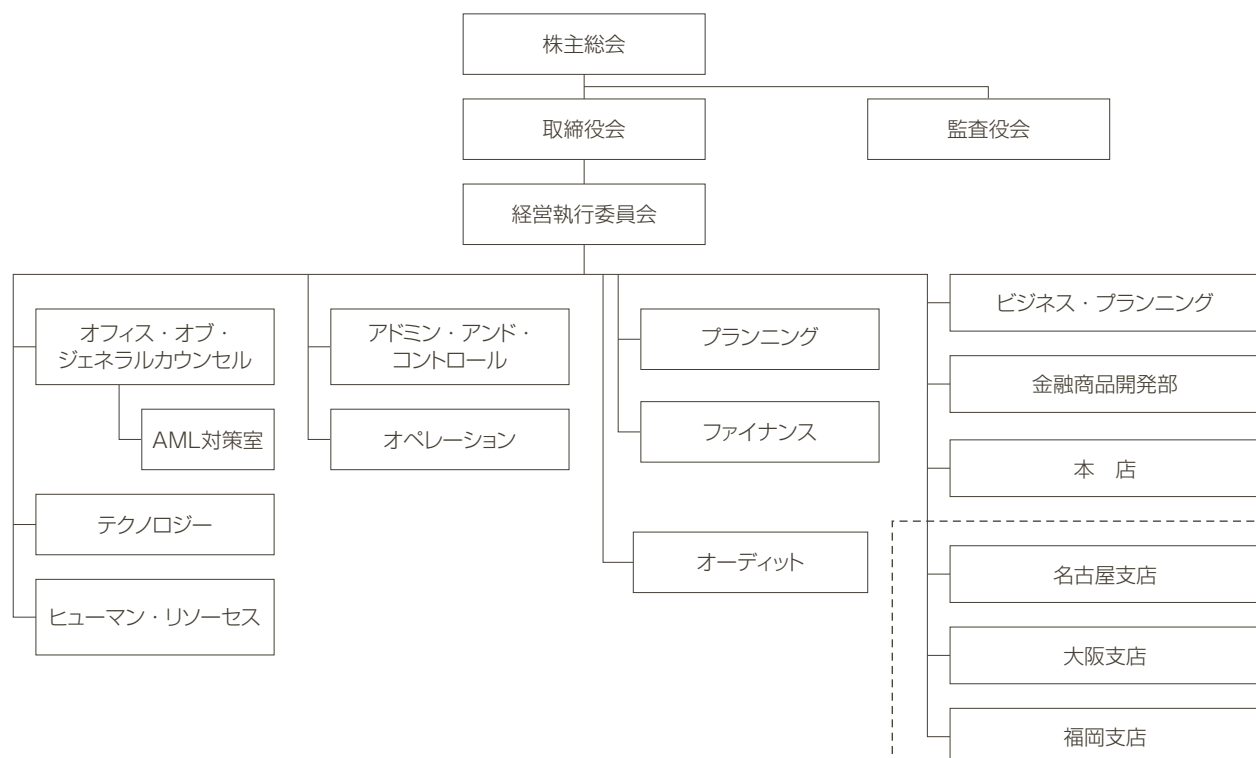 株主総会
取締役会
監査役会
経営執行委員会
オフィス・オブ・
ジェネラルカウンセル
AML対策室
テクノロジー
ヒューマン・リソーセス
アドミン・アンド・
コントロール
オペレーション
プランニング
ファイナンス
オーディット
ビジネス・プランニング
金融商品開発部
本　店
名古屋支店
大阪支店
福岡支店